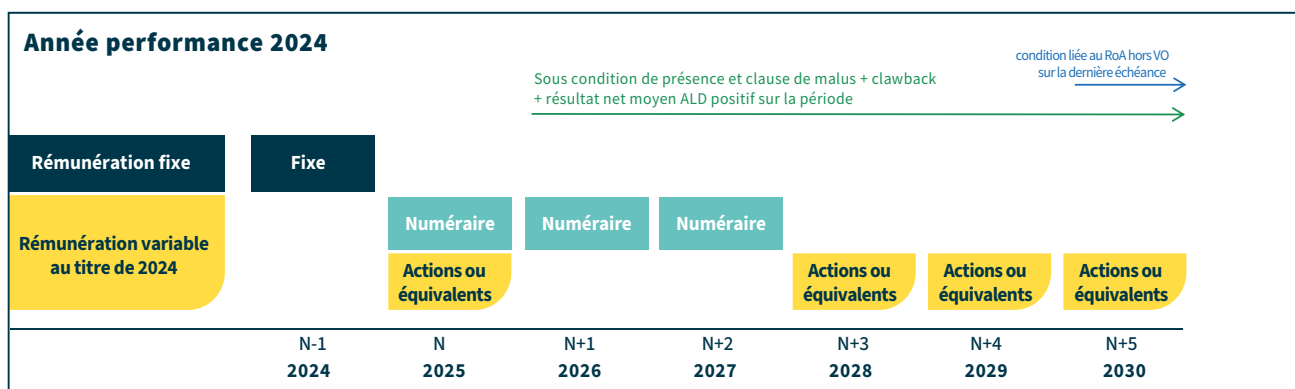 Année performance 2024
condition liée au RoA hors VO
sur la dernière échéance
Sous condition de présence et clause de malus + clawback
+ résultat net moyen ALD positif sur la période
Rémunération fixe
Fixe
Rémunération variable
au titre de 2024
Numéraire
Numéraire
Numéraire
Actions ou
équivalents
Actions ou
équivalents
Actions ou
équivalents
Actions ou
équivalents
N-1
N
N+1
N+2
N+3
N+4
N+5
2024
2025
2026
2027
2028
2029
2030